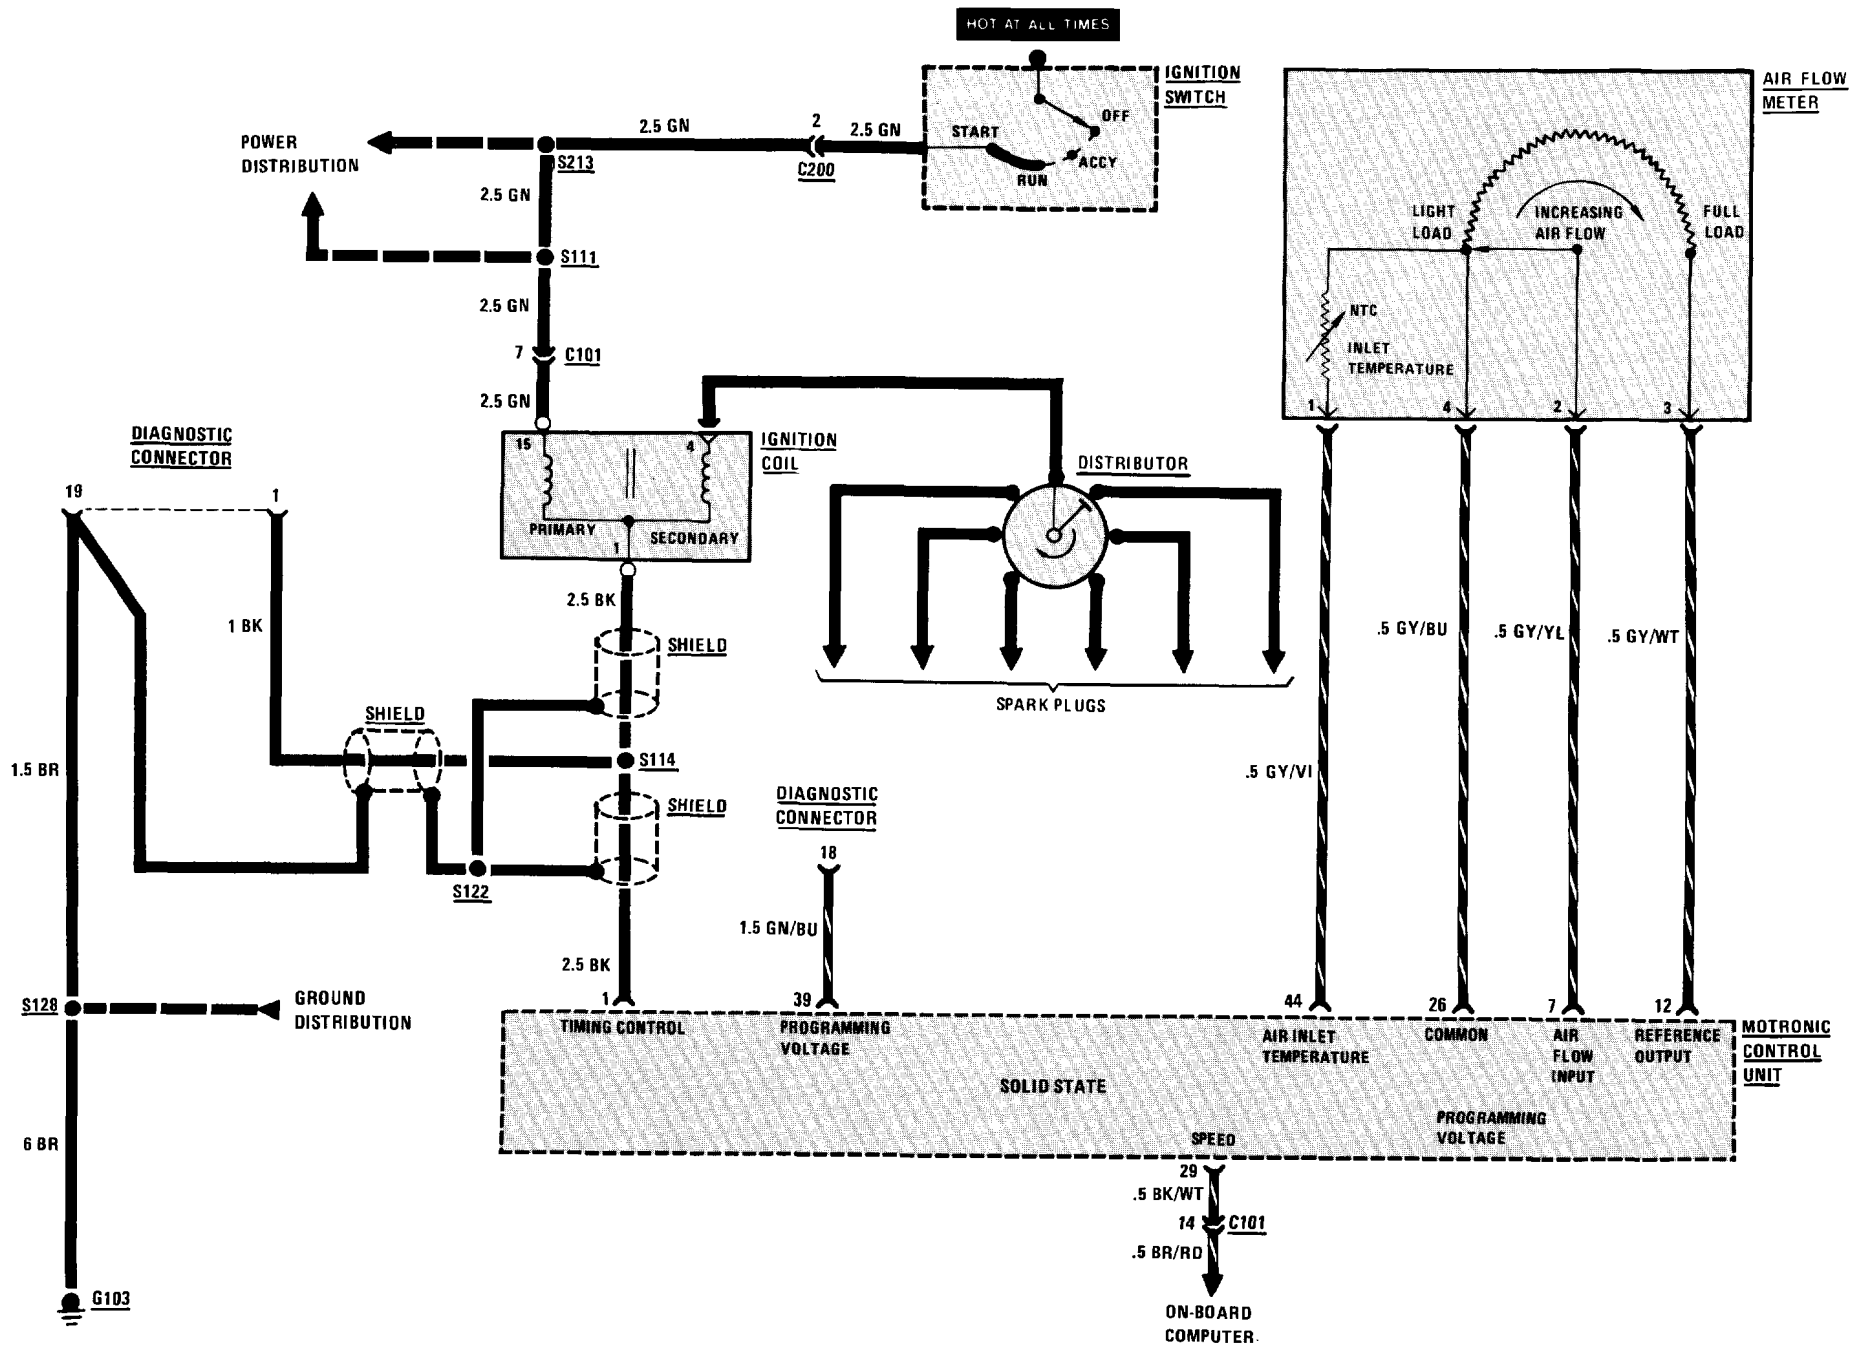 HOT AT ALL TIMES
IGNITION
SWITCH
OFF
START
ACCY
RUN
AIR FLOW
METER
LIGHT
LOAD
INCREASING
AIR FLOW
FULL
LOAD
NTC
INLET
TEMPERATURE
1
4
2
3
POWER
DISTRIBUTION
2.5 GN
2
2.5 GN
S213
C200
2.5 GN
S111
2.5 GN
7
C101
2.5 GN
DIAGNOSTIC
CONNECTOR
19
1
15
4
IGNITION
COIL
PRIMARY
SECONDARY
1
DISTRIBUTOR
2.5 BK
SHIELD
1 BK
SHIELD
SPARK PLUGS
1.5 BR
S114
SHIELD
S122
DIAGNOSTIC
CONNECTOR
18
1.5 GN/BU
.5 GY/VI
.5 GY/BU
.5 GY/YL
.5 GY/WT
2.5 BK
S128
GROUND
DISTRIBUTION
1
39
44
26
7
12
TIMING CONTROL
PROGRAMMING
VOLTAGE
AIR INLET
TEMPERATURE
COMMON
AIR
FLOW
INPUT
REFERENCE
OUTPUT
MOTRONIC
CONTROL
UNIT
SOLID STATE
PROGRAMMING
VOLTAGE
SPEED
6 BR
29
.5 BK/WT
14
C101
.5 BR/RD
G103
ON-BOARD
COMPUTER